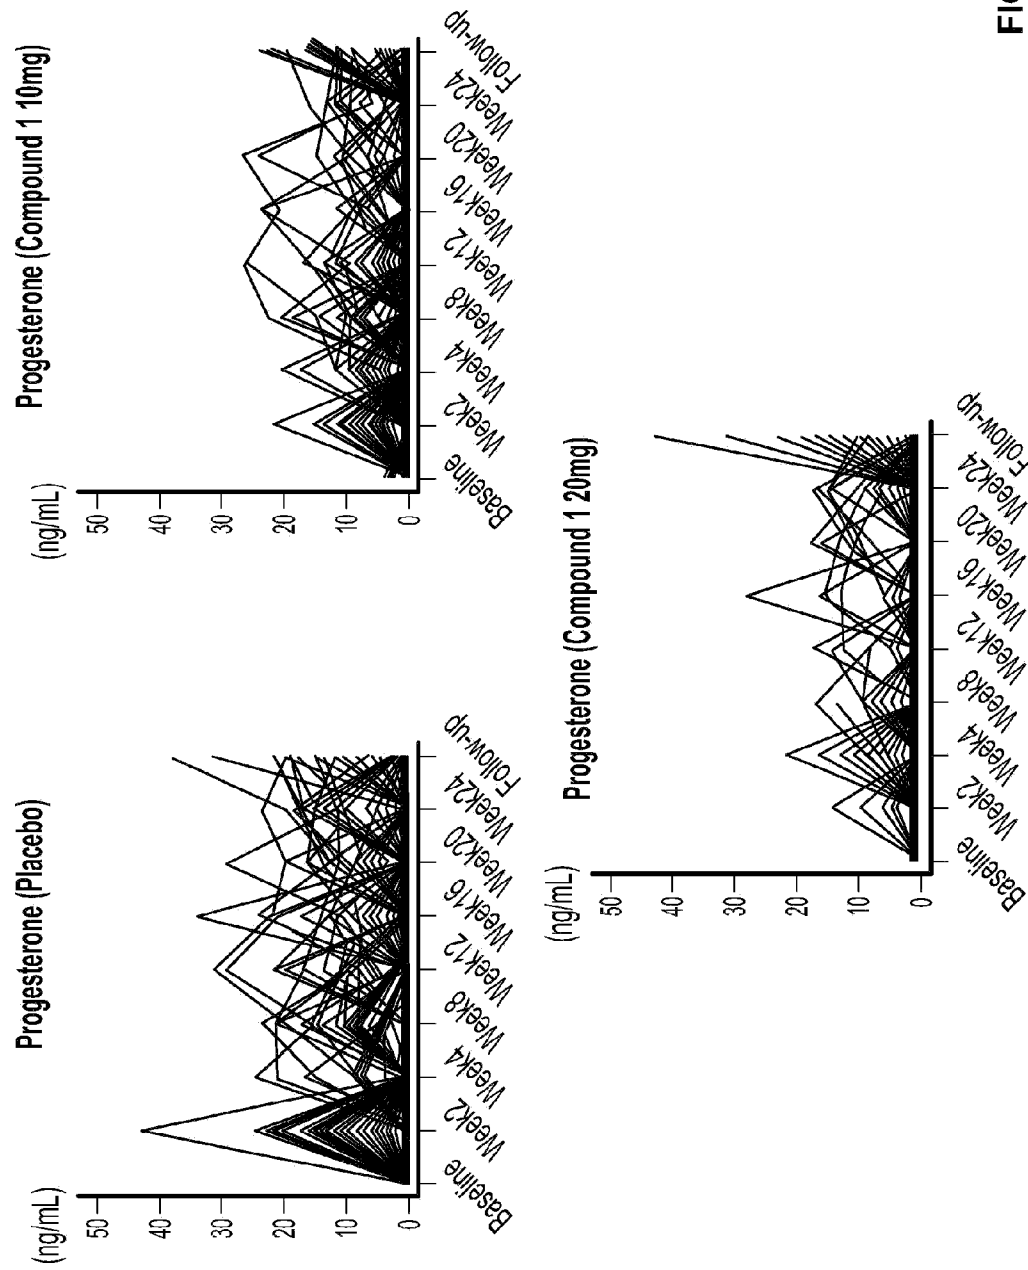 Progesterone (Placebo)
(ng/mL)
50
40
30
20
10
0
Baseline
Week2
Week4
Week8
Week12
Week16
Week20
Week24
Follow-up
Progesterone (Compound 1 10mg)
(ng/mL)
50
40
30
20
10
0
Baseline
Week2
Week4
Week8
Week12
Week16
Week20
Week24
Follow-up
Progesterone (Compound 1 20mg)
(ng/mL)
50
40
30
20
10
0
Baseline
Week2
Week4
Week8
Week12
Week16
Week20
Week24
Follow-up